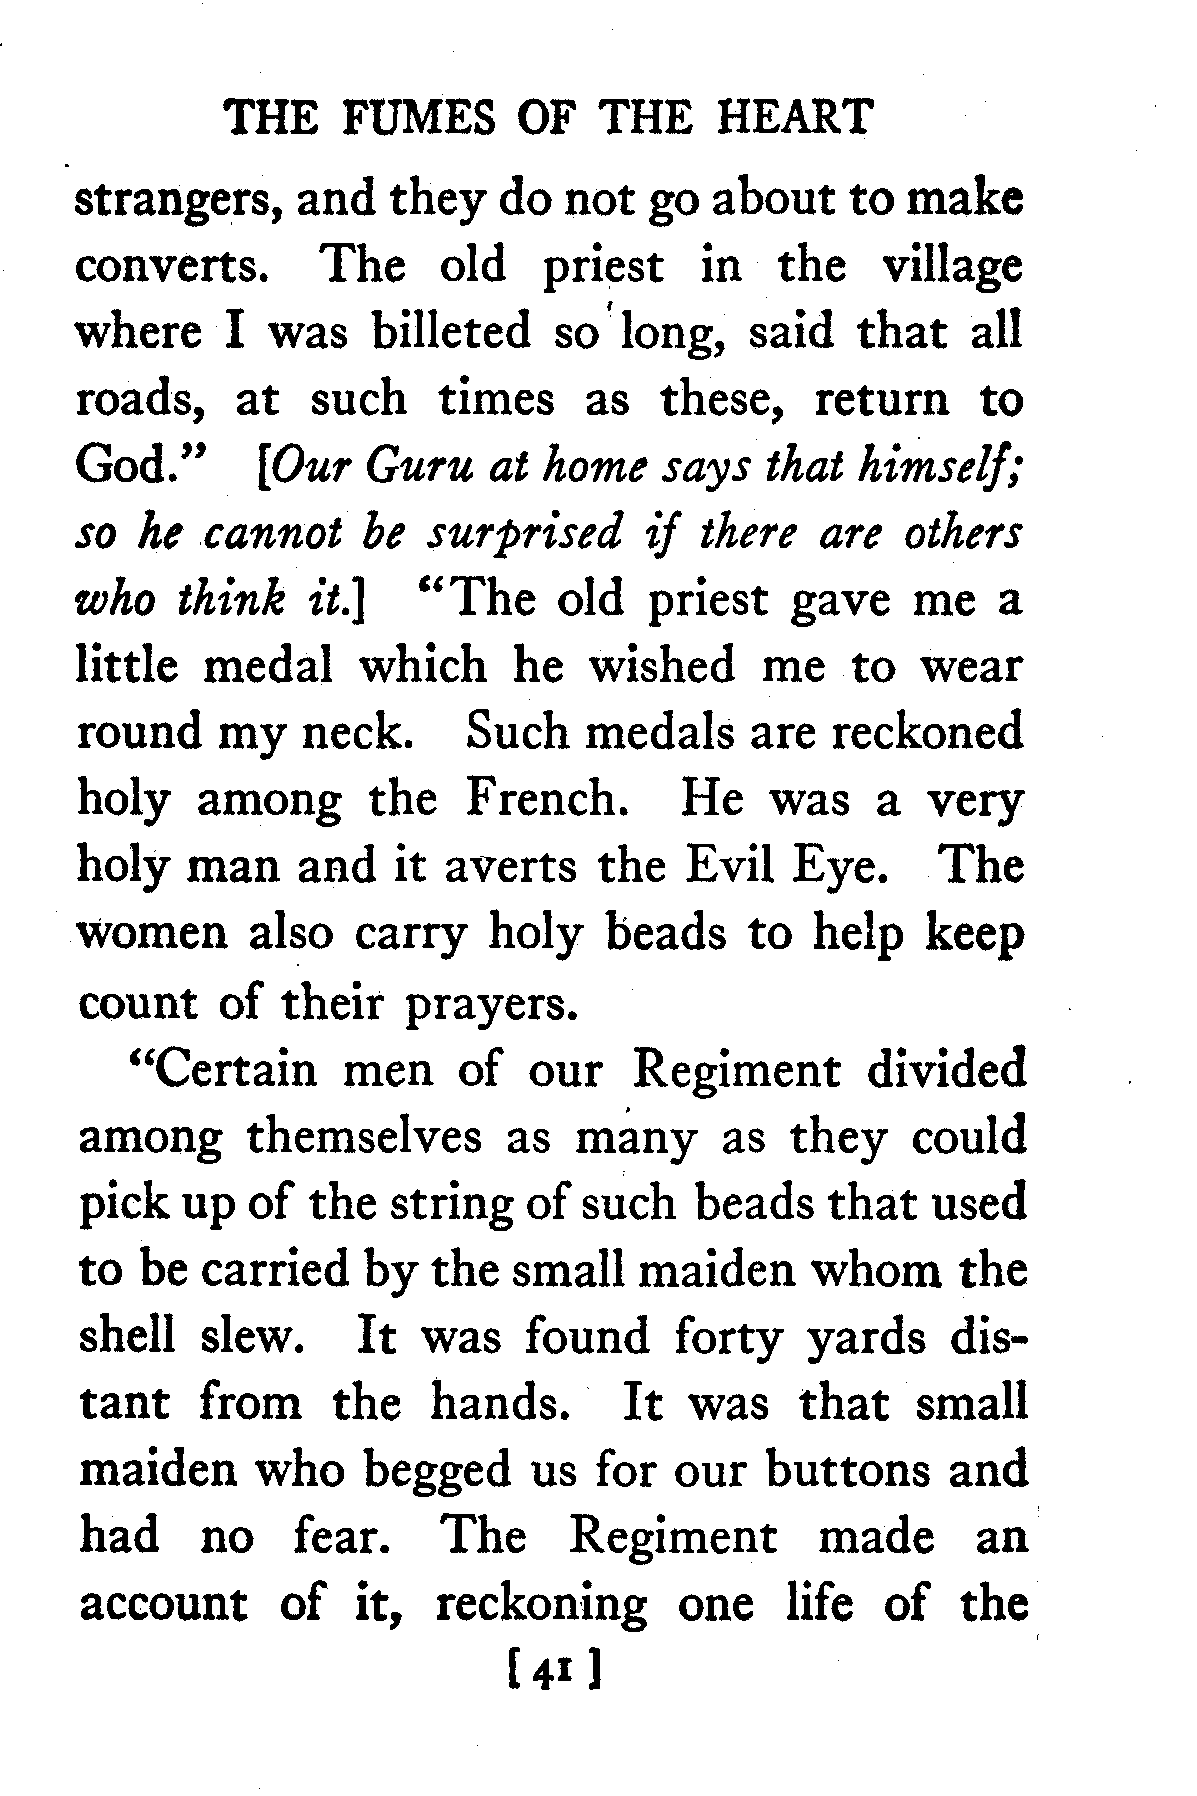 THE FUMES OF THE HEART
strangers, and they do not go about to make
converts. The old priest in the village
where I was billeted so long, said that all
roads, at such times as these, return to
God.” [Our Guru at home says that himself;
so he cannot be surprised if there are others
who think it.] “The old priest gave me a
little medal which he wished me to wear
round my neck. Such medals are reckoned
holy among the French. He was a very
holy man and it averts the Evil Eye. The
women also carry holy beads to help keep
count of their prayers.
“Certain men of our Regiment divided
among themselves as many as they could
pick up of the string of such beads that used
to be carried by the small maiden whom the
shell slew. It was found forty yards dis-
tant from the hands. It was that small
maiden who begged us for our buttons and
had no fear. The Regiment made an
account of it, reckoning one life of the
[ 41 ]